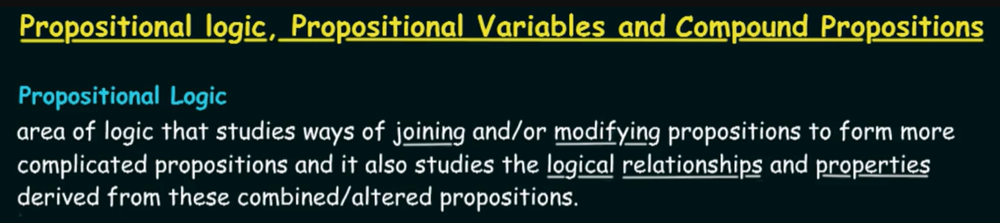 Propositional logic, Propositional Variables and Compound Propositions
Propositional Logic
area of logic that studies ways of joining and/or modifying propositions to form more
complicated propositions and it also studies the logical relationships and properties
derived from these combined/altered propositions.